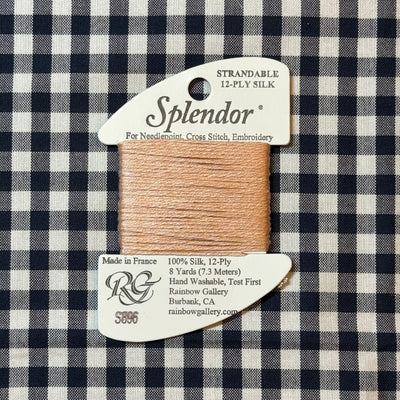 STRANDABLE
12-PLY SILK
Splendor®
For Needlepoint, Cross Stitch, Embroidery
Made in France
RG
S896
100% Silk, 12-Ply
8 Yards (7.3 Meters)
Hand Washable, Test First
Rainbow Gallery
Burbank, CA
rainbowgallery.com